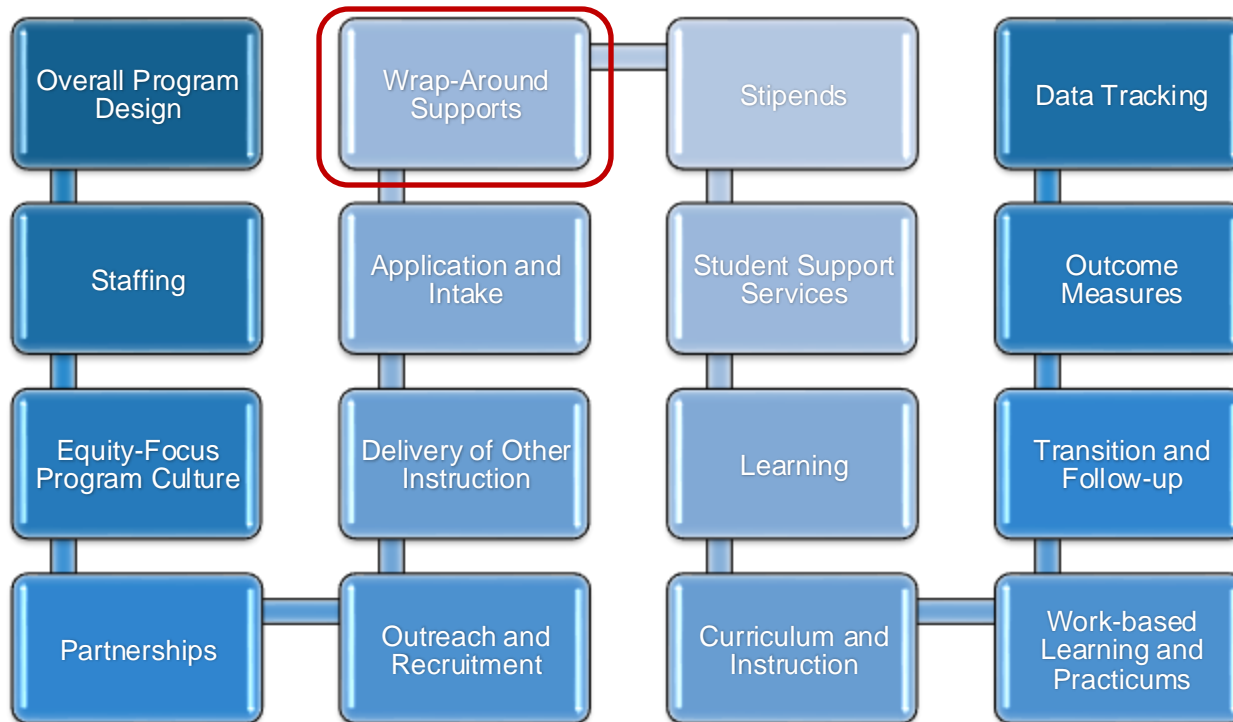 Overall Program
Design
Staffing
Equity-Focus
Program Culture
Partnerships
Outreach and
Recruitment
Delivery of Other
Instruction
Application and
Intake
Wrap-Around
Supports
Stipends
Student Support
Services
Learning
Curriculum and
Instruction
Work-based
Learning and
Practicums
Transition and
Follow-up
Outcome
Measures
Data Tracking